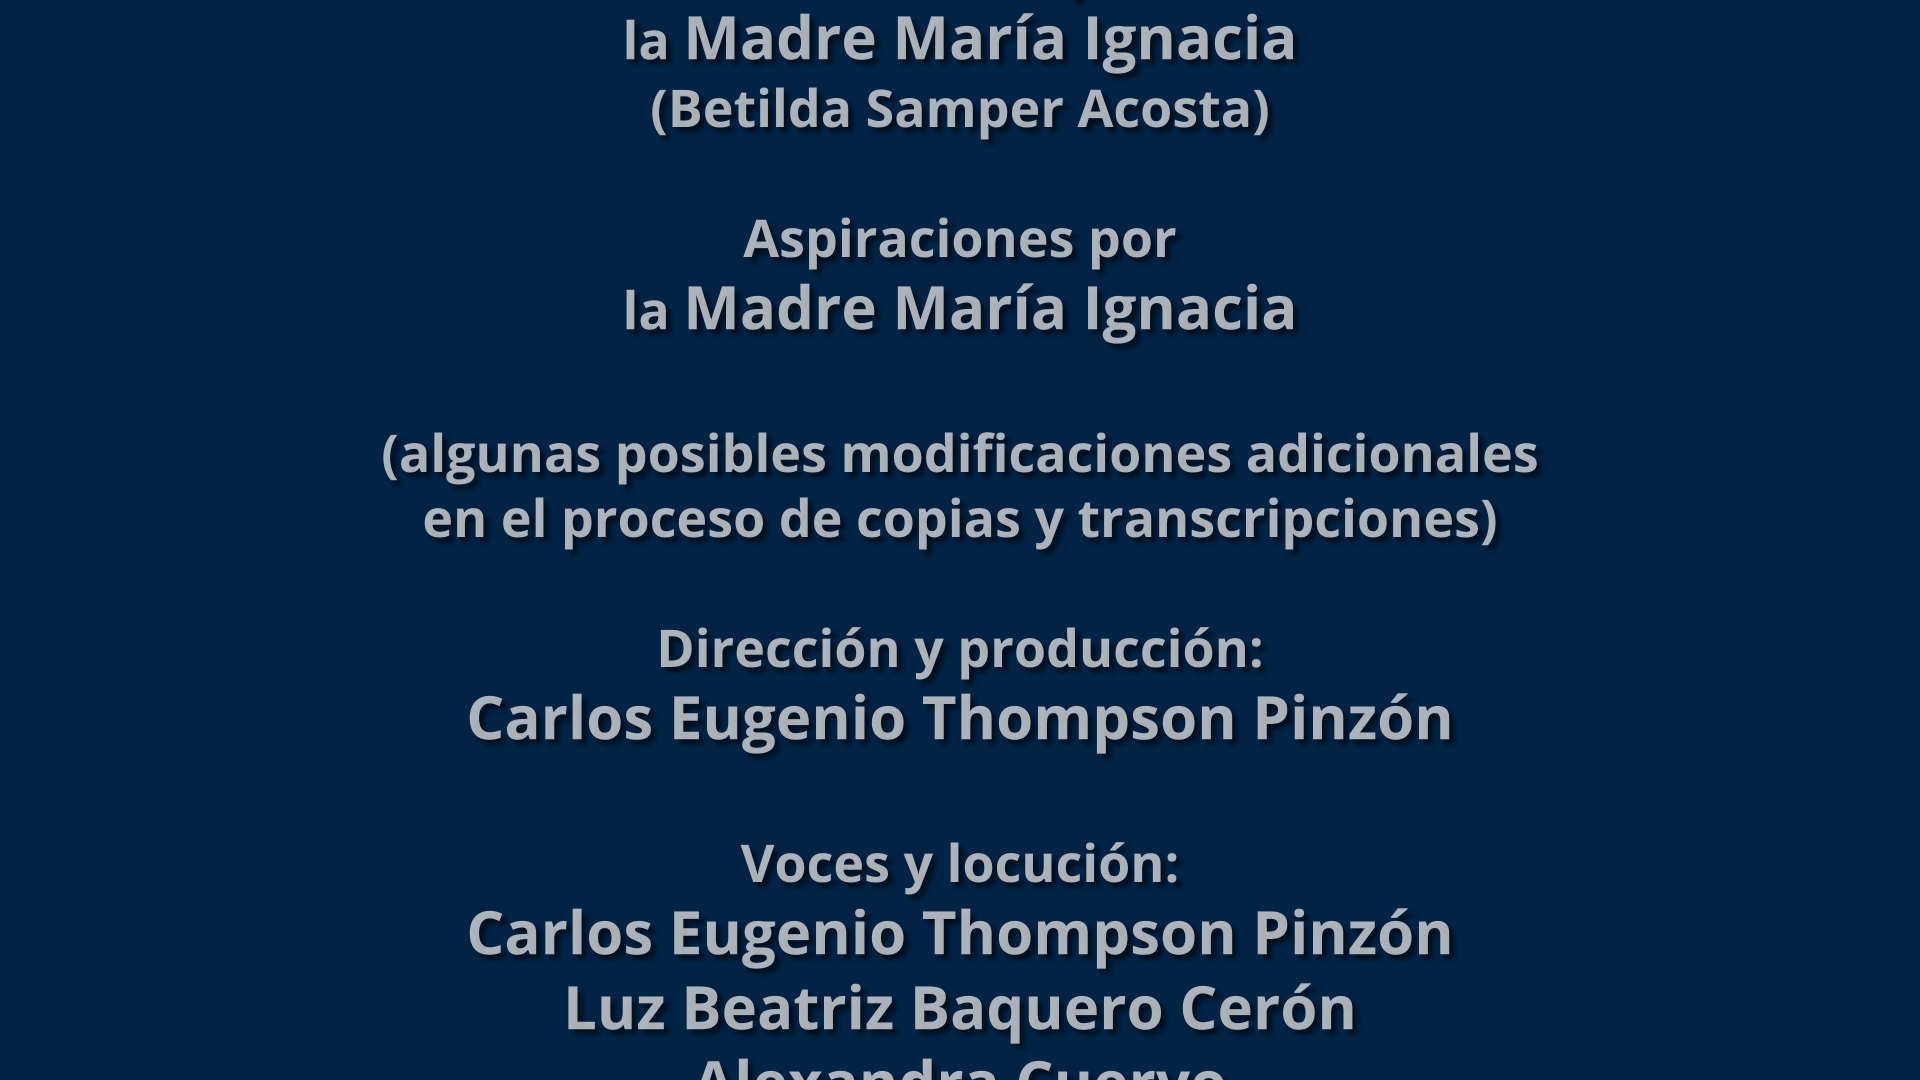 la Madre María Ignacia
(Betilda Samper Acosta)
Aspiraciones por
la Madre María Ignacia
(algunas posibles modificaciones adicionales
en el proceso de copias y transcripciones)
Dirección y producción:
Carlos Eugenio Thompson Pinzón
Voces y locución:
Carlos Eugenio Thompson Pinzón
Luz Beatriz Baquero Cerón
Alexandra Cuervo